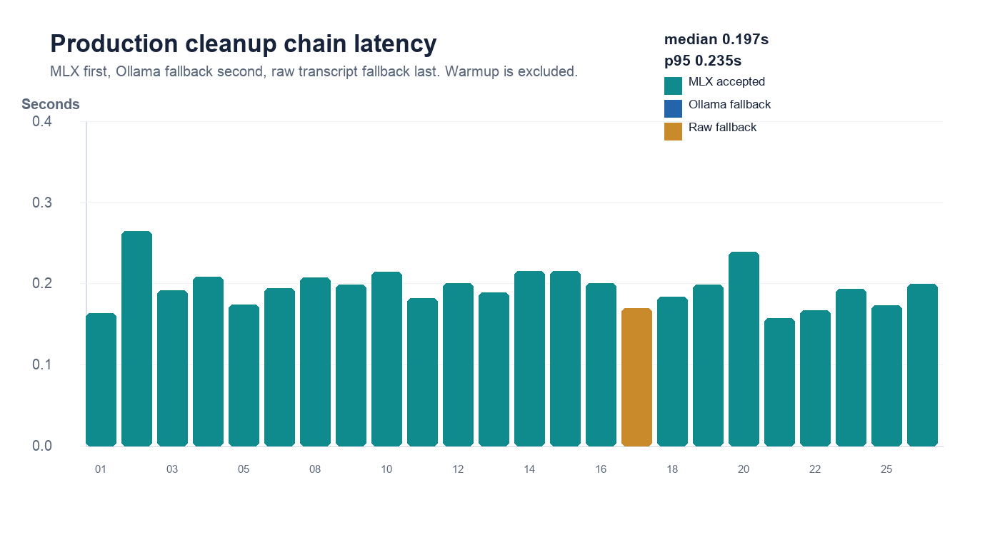 Production cleanup chain latency
MLX first, Ollama fallback second, raw transcript fallback last. Warmup is excluded.
median 0.197s
p95 0.235s
MLX accepted
Ollama fallback
Raw fallback
Seconds
0.4
0.3
0.2
0.1
0.0
01 03 05 08 10 12 14 16 18 20 22 25